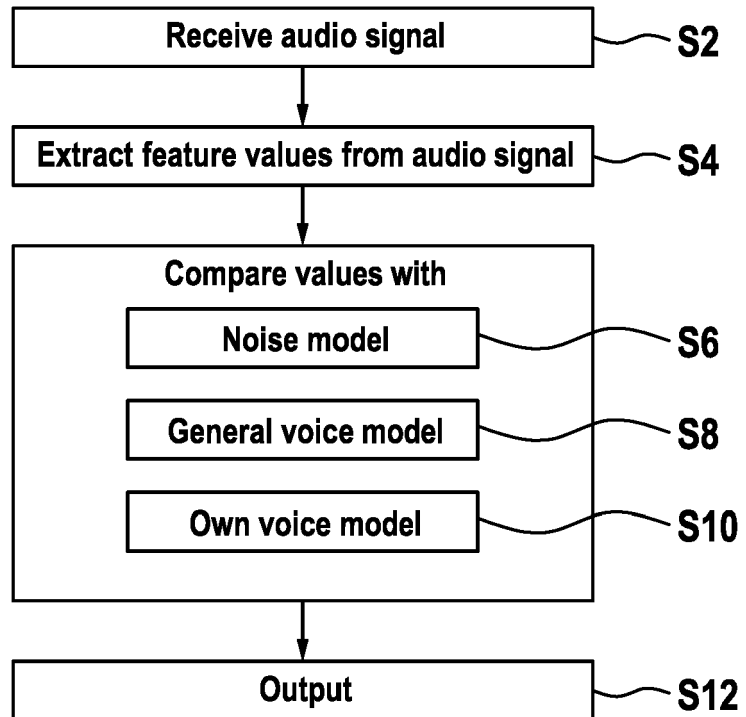 Receive audio signal S2
Extract feature values from audio signal S4
Compare values with
Noise model S6
General voice model S8
Own voice model S10
Output S12